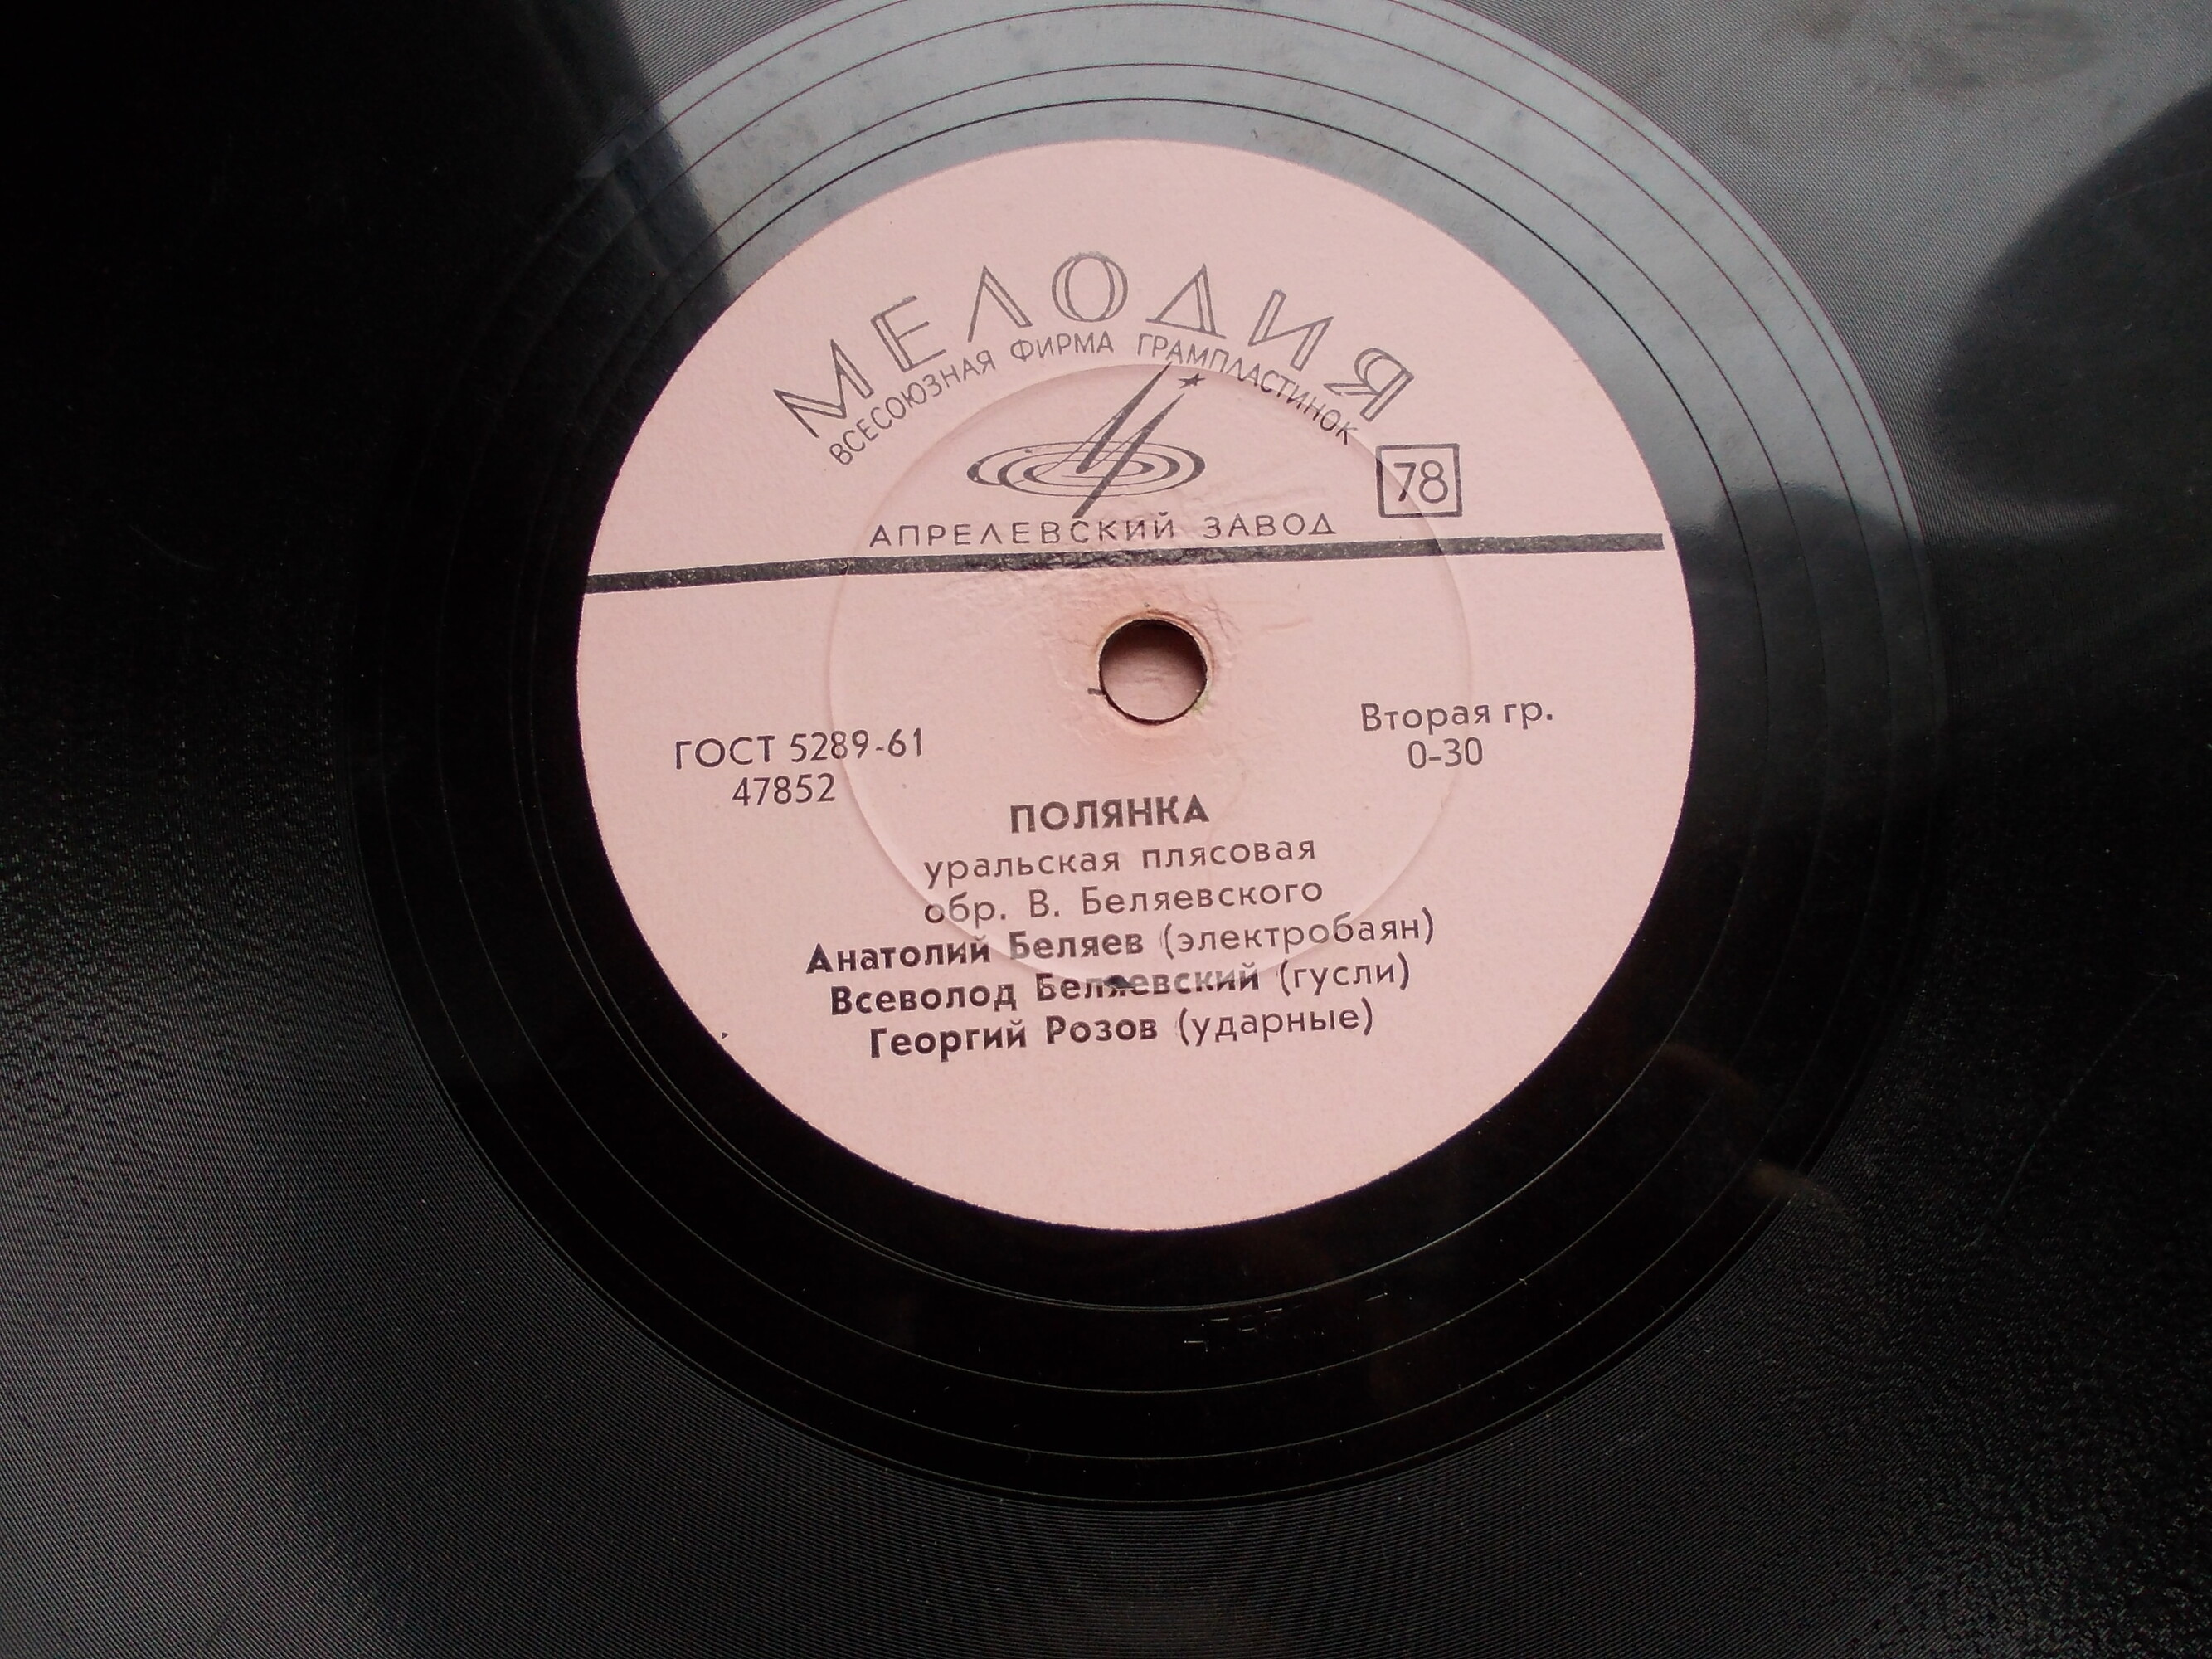 МЕЛОДИЯ
ВСЕСОЮЗНАЯ ФИРМА ГРАМПЛАСТИНОК
78
АПРЕЛЕВСКИЙ ЗАВОД
ГОСТ 5289-61
47852
Вторая гр.
0-30
ПОЛЯНКА
уральская плясовая
обр. В. Беляевского
Анатолий Беляев (электробаян)
Всеволод Беляевский (гусли)
Георгий Розов (ударные)